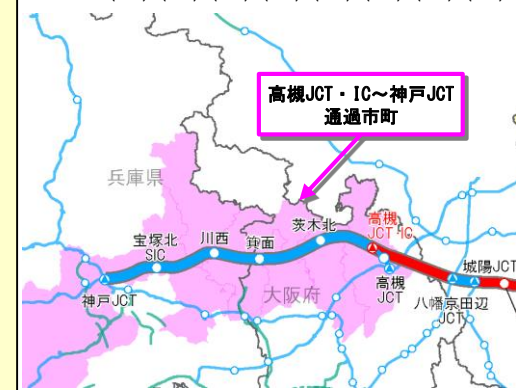 高槻JCT・IC～神戸JCT
通過市町
兵庫県
高槻
JCT・IC
茨木北
宝塚北
SIC
川西
箕面
城陽JCT
神戸JCT
大阪府
高槻
JCT
八幡京田辺
JCT